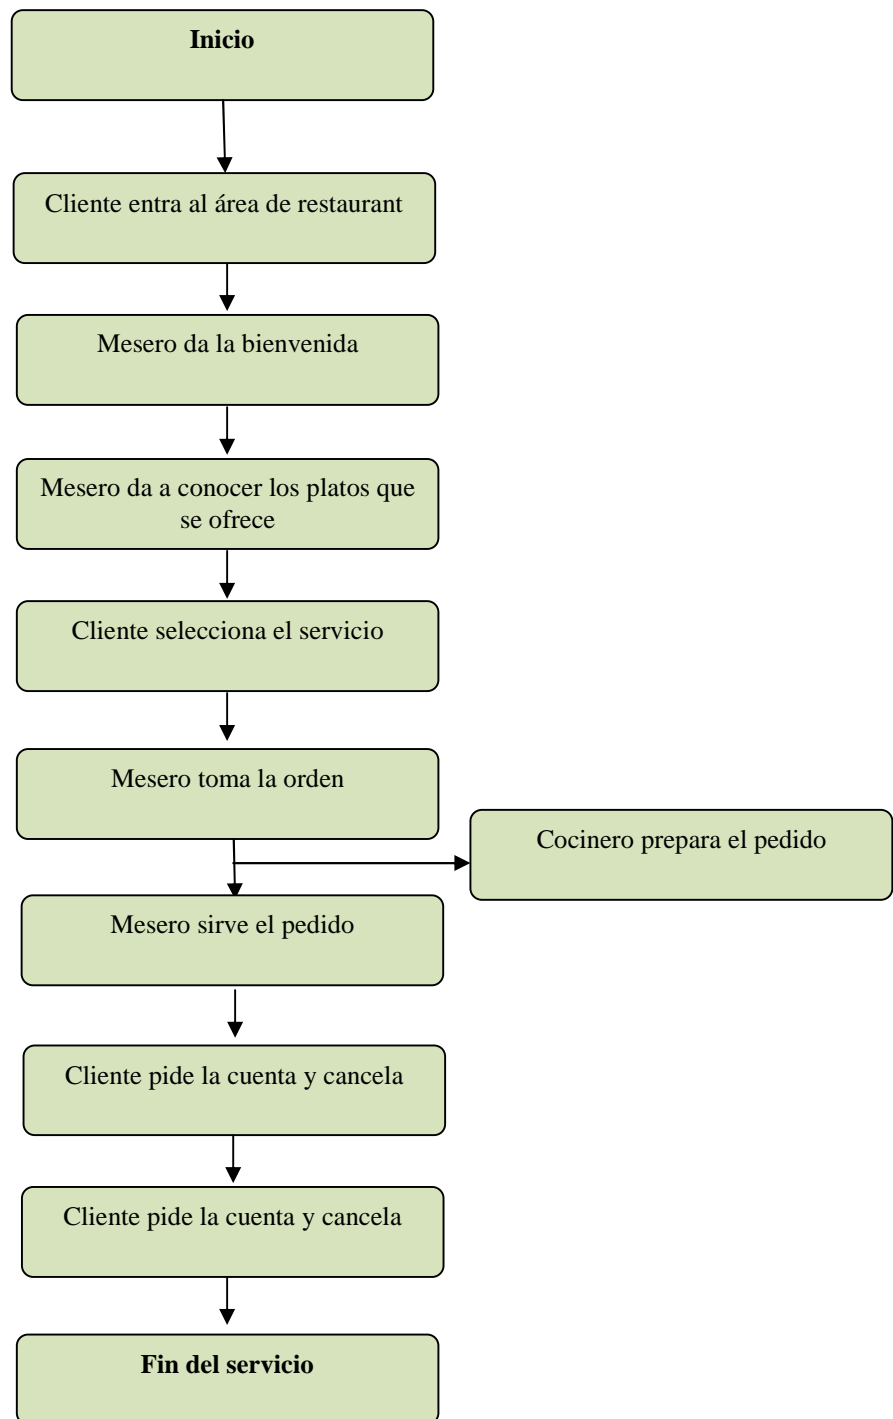 Inicio
Cliente entra al área de restaurant
Mesero da la bienvenida
Mesero da a conocer los platos que
se ofrece
Cliente selecciona el servicio
Mesero toma la orden
Cocinero prepara el pedido
Mesero sirve el pedido
Cliente pide la cuenta y cancela
Cliente pide la cuenta y cancela
Fin del servicio